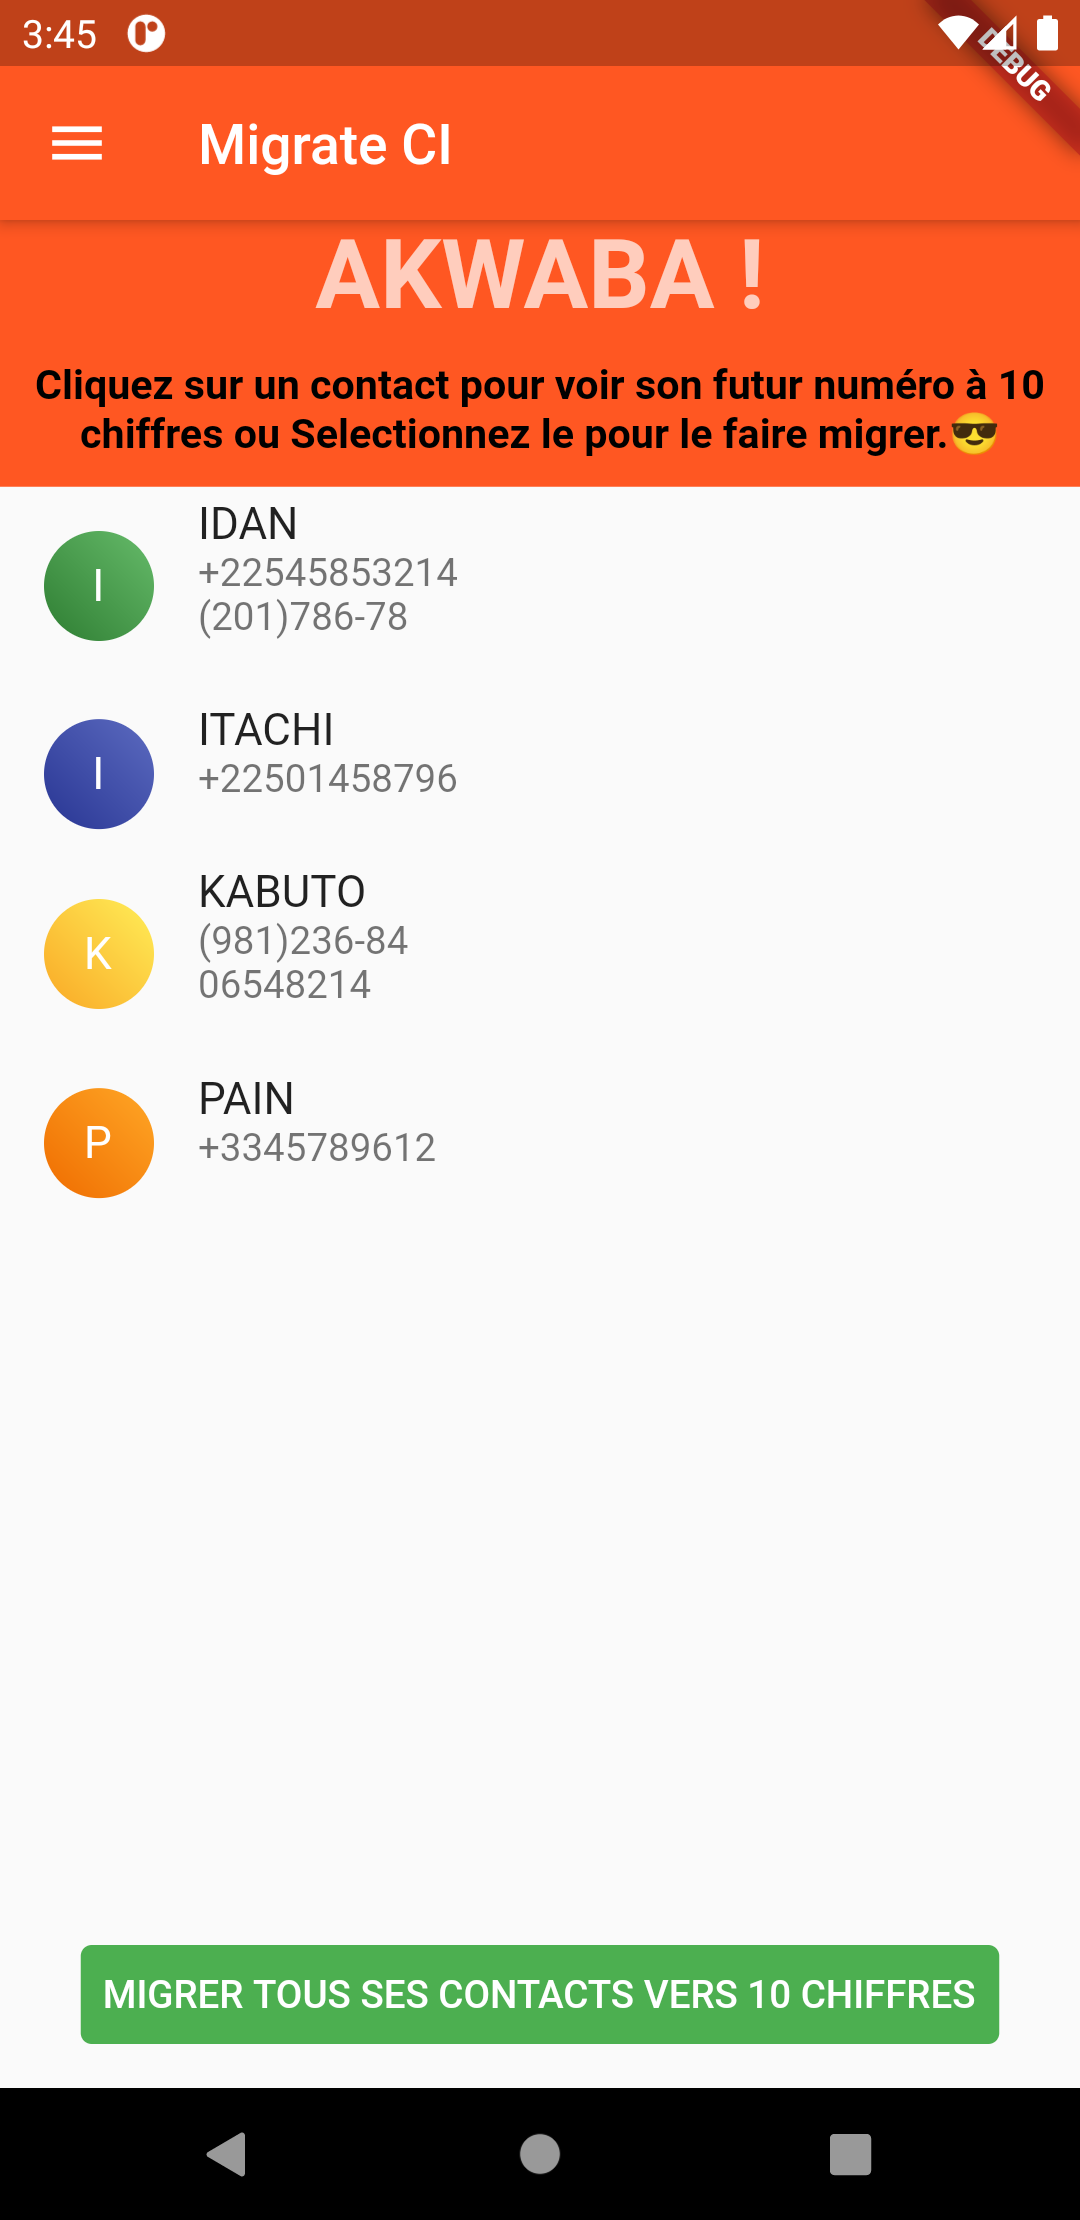 3:45
DEBUG
Migrate CI
AKWABA !
Cliquez sur un contact pour voir son futur numéro à 10
chiffres ou Selectionnez le pour le faire migrer.😎
IDAN
I
+22545853214
(201)786-78
ITACHI
I
+22501458796
KABUTO
K
(981)236-84
06548214
PAIN
P
+3345789612
MIGRER TOUS SES CONTACTS VERS 10 CHIFFRES